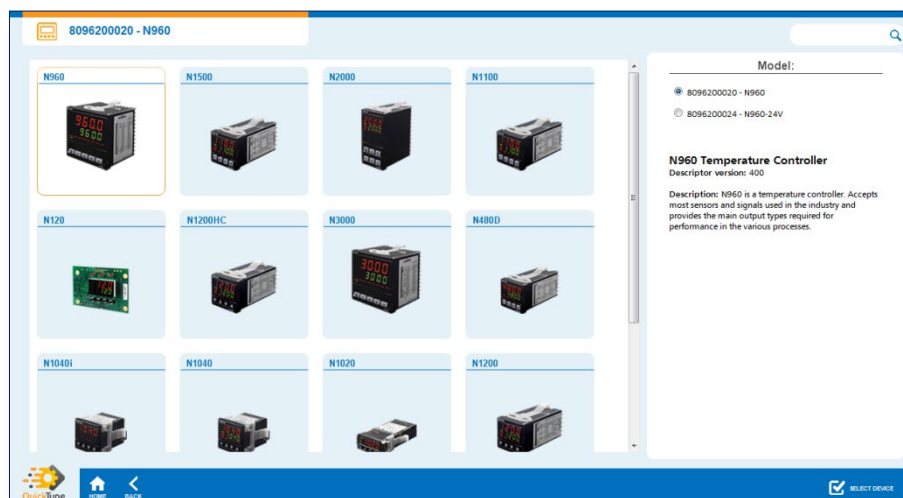 8096200020 - N960
N960
N1500
N2000
N1100
N120
N1200HC
N3000
N480D
N1040i
N1040
N1020
N1200
Model:
8096200020 - N960
8096200024 - N960-24V
N960 Temperature Controller
Descriptor version: 400
Description: N960 is a temperature controller. Accepts
most sensors and signals used in the industry and
provides the main output types required for
performance in the various processes.
QuickTune
HOME
BACK
SELECT DEVICE